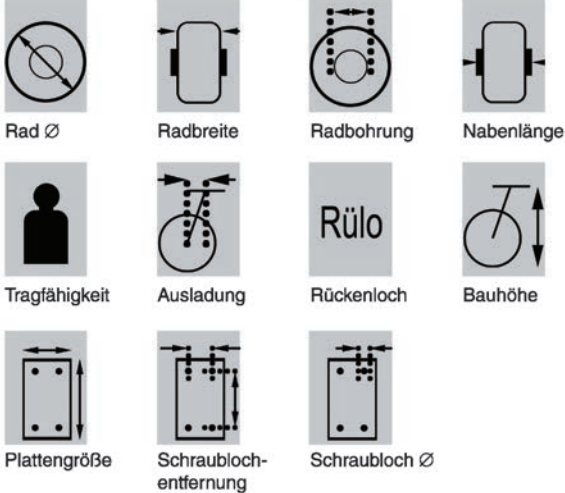 Rad Ø
Radbreite
Radbohrung
Nabenlänge
Rülo
Tragfähigkeit
Ausladung
Rückenloch
Bauhöhe
Plattengröße
Schraubloch-
entfernung
Schraubloch Ø